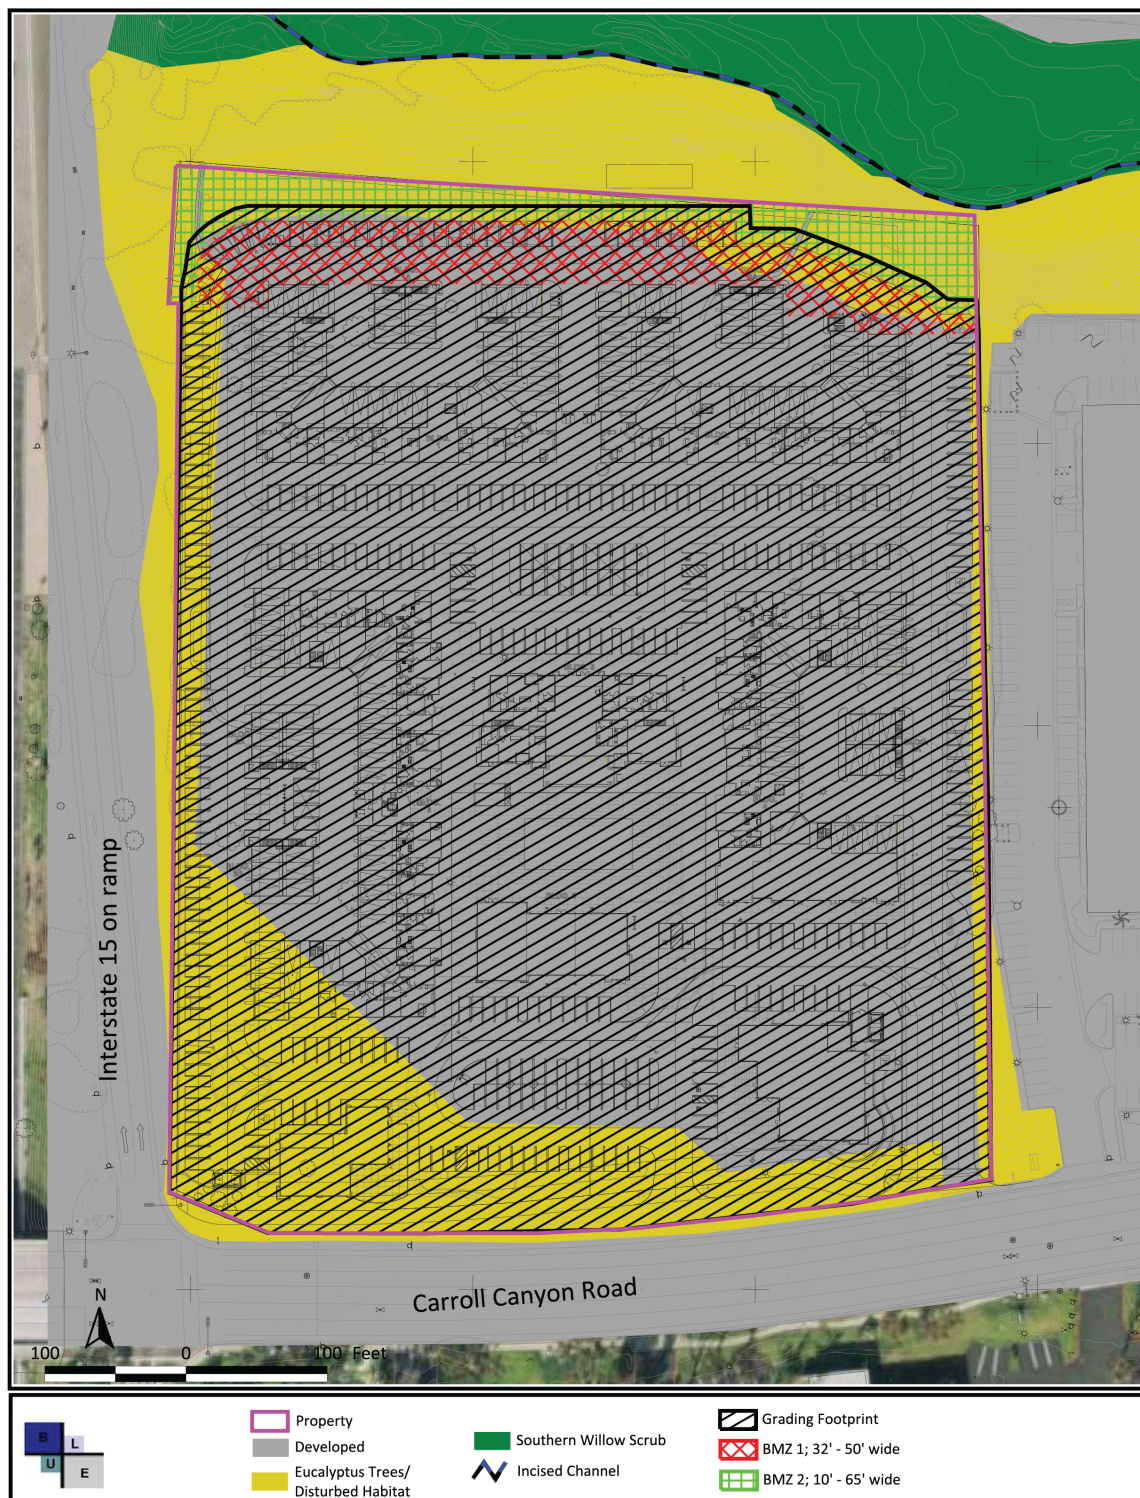 Interstate 15 on ramp
Carroll Canyon Road
N
100 0 100 Feet
B L
U E
Property
Developed
Eucalyptus Trees/
Disturbed Habitat
Southern Willow Scrub
Incised Channel
Grading Footprint
BMZ 1; 32' - 50' wide
BMZ 2; 10' - 65' wide